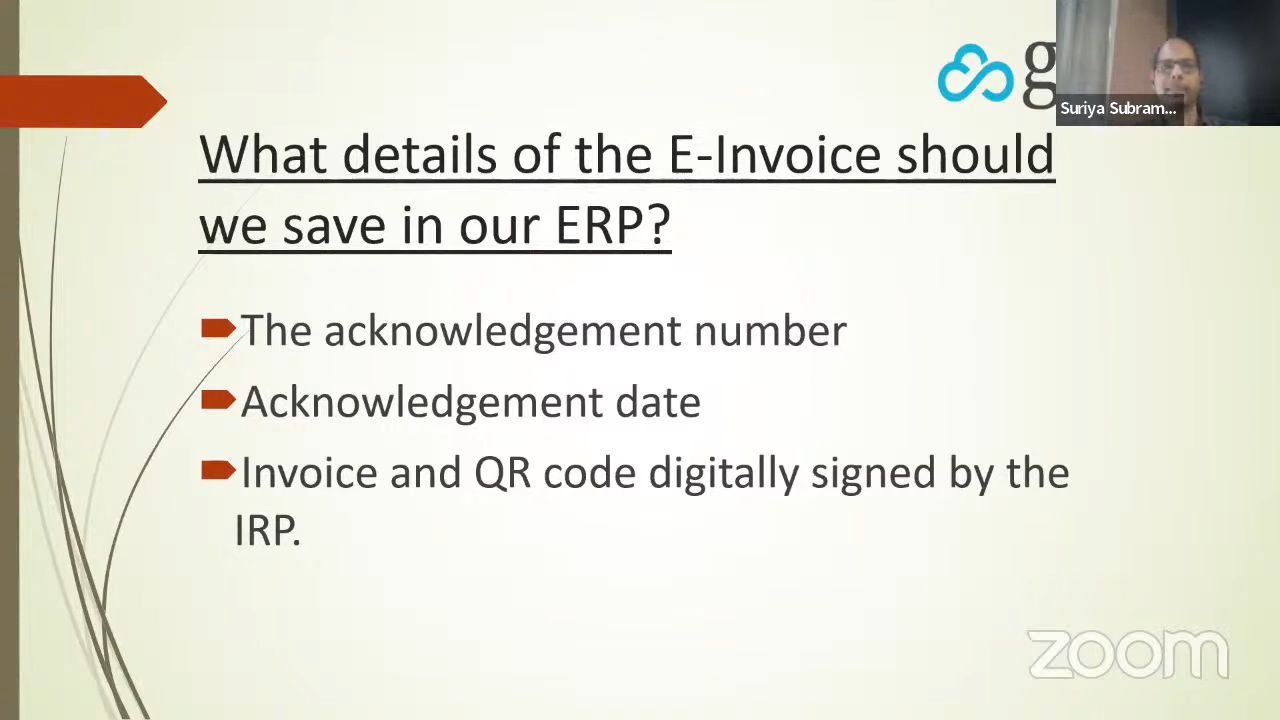 g
Suriya Subram...
What details of the E-Invoice should
we save in our ERP?
The acknowledgement number
Acknowledgement date
Invoice and QR code digitally signed by the
IRP.
zoom